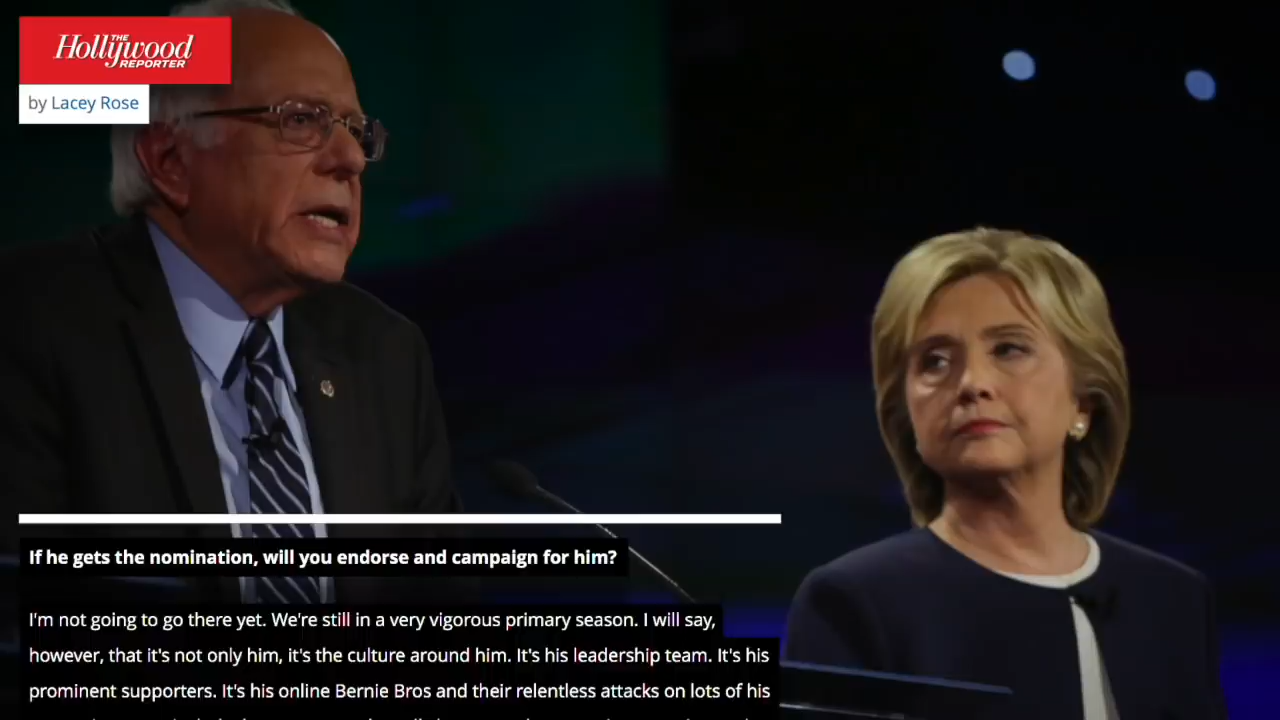 THE
Hollywood
REPORTER
by Lacey Rose
If he gets the nomination, will you endorse and campaign for him?
I'm not going to go there yet. We're still in a very vigorous primary season. I will say,
however, that it's not only him, it's the culture around him. It's his leadership team. It's his
prominent supporters. It's his online Bernie Bros and their relentless attacks on lots of his